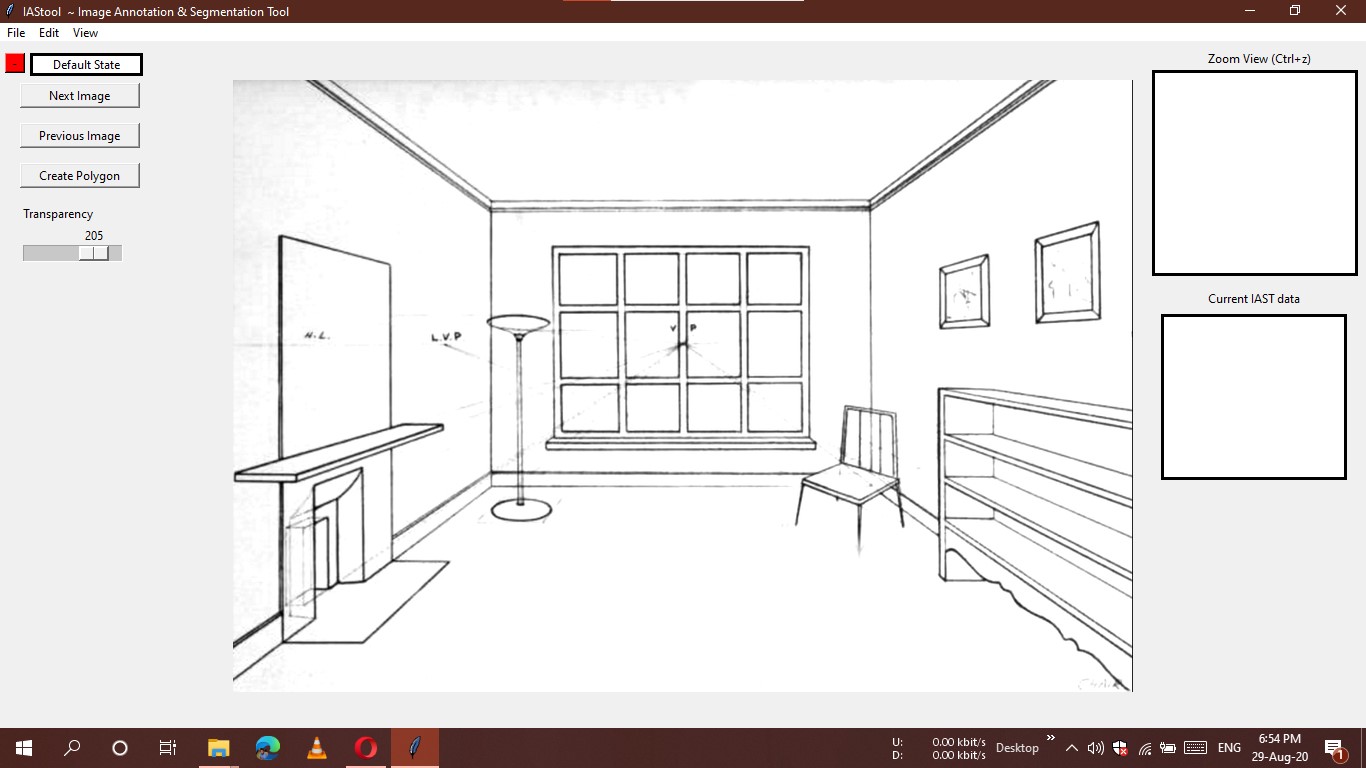 IAStool ~ Image Annotation & Segmentation Tool
File Edit View
- Default State
Next Image
Previous Image
Create Polygon
Transparency
205
Zoom View (Ctrl+z)
Current IAST data
H.L.
L.V.P
V P
U: 0.00 kbit/s
D: 0.00 kbit/s
Desktop
»
ENG
6:54 PM
29-Aug-20
1